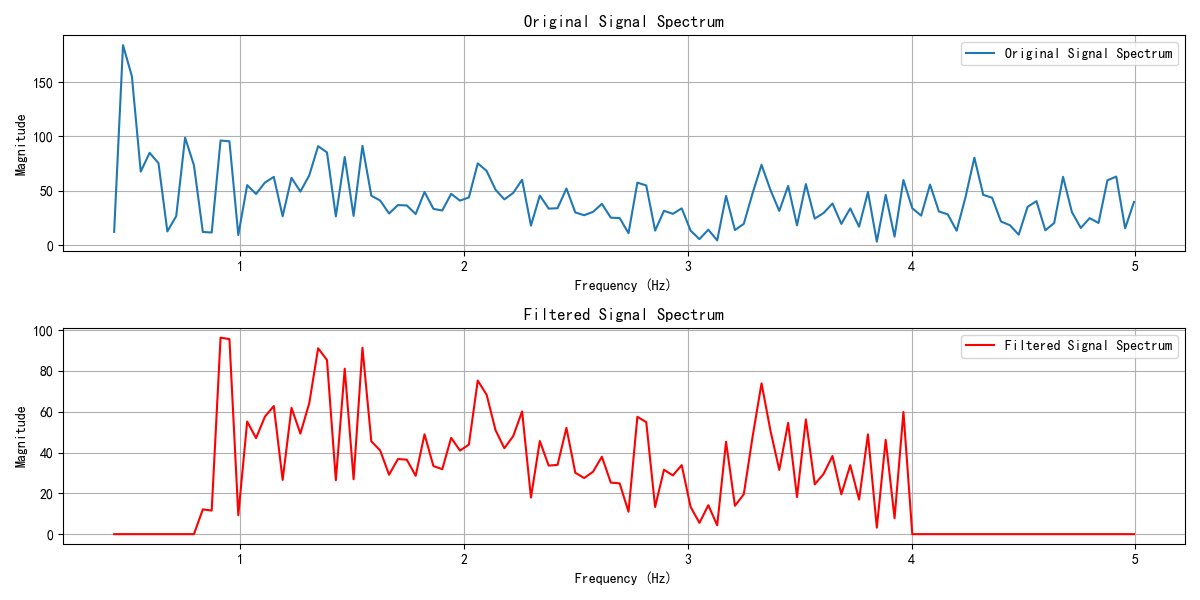 Original Signal Spectrum
Original Signal Spectrum
Magnitude
150
100
50
0
1 2 3 4 5
Frequency (Hz)
Filtered Signal Spectrum
Filtered Signal Spectrum
Magnitude
100
80
60
40
20
0
1 2 3 4 5
Frequency (Hz)